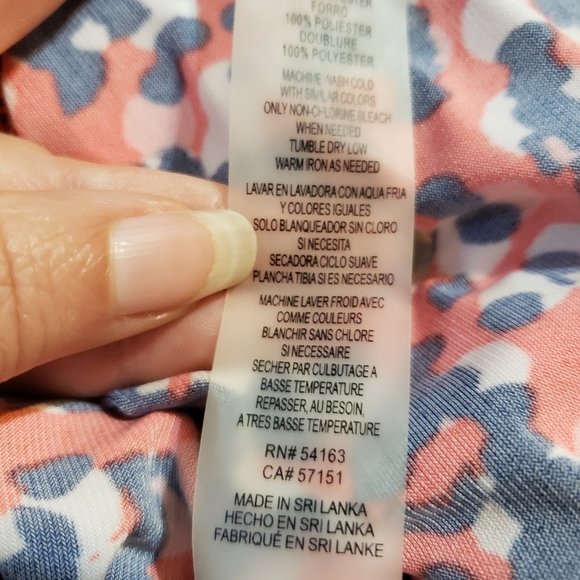 FORRO
100% POLIESTER
DOUBLURE
100% POLYESTER
MACHINE WASH COLD
WITH SIMILAR COLORS
ONLY NON-CHLORINE BLEACH
WHEN NEEDED
TUMBLE DRY LOW
WARM IRON AS NEEDED
LAVAR EN LAVADORA CON AQUA FRIA
Y COLORES IGUALES
SOLO BLANQUEADOR SIN CLORO
SI NECESITA
SECADORA CICLO SUAVE
PLANCHA TIBIA SI ES NECESARIO
MACHINE LAVER FROID AVEC
COMME COULEURS
BLANCHIR SANS CHLORE
SI NECESSAIRE
SECHER PAR CULBUTAGE A
BASSE TEMPERATURE
REPASSER, AU BESOIN,
A TRES BASSE TEMPERATURE
RN# 54163
CA# 57151
MADE IN SRI LANKA
HECHO EN SRI LANKA
FABRIQUÉ EN SRI LANKE